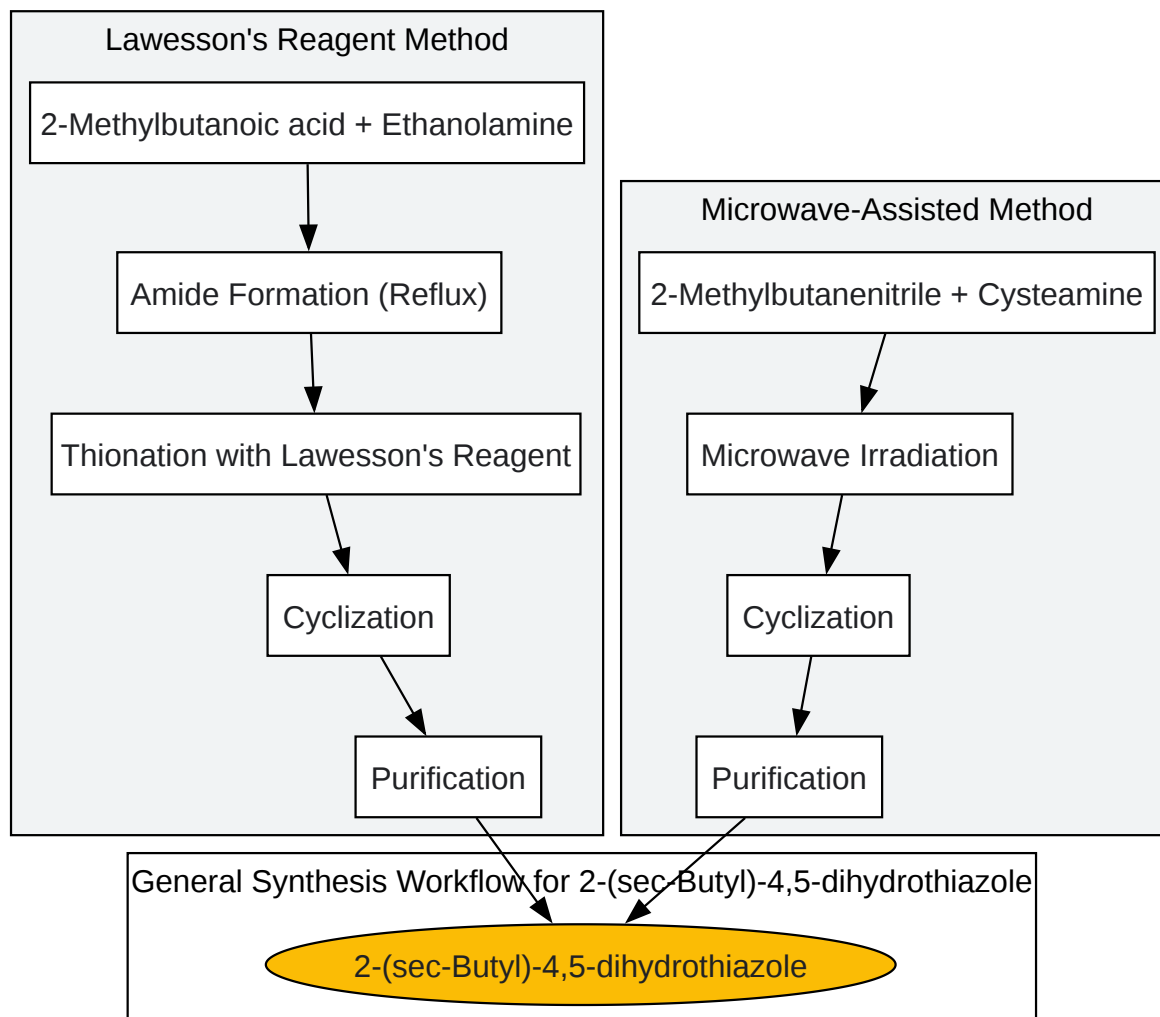 Lawesson's Reagent Method
2-Methylbutanoic acid + Ethanolamine
Amide Formation (Reflux)
Thionation with Lawesson's Reagent
Cyclization
Purification
Microwave-Assisted Method
2-Methylbutanenitrile + Cysteamine
Microwave Irradiation
Cyclization
Purification
General Synthesis Workflow for 2-(sec-Butyl)-4,5-dihydrothiazole
2-(sec-Butyl)-4,5-dihydrothiazole